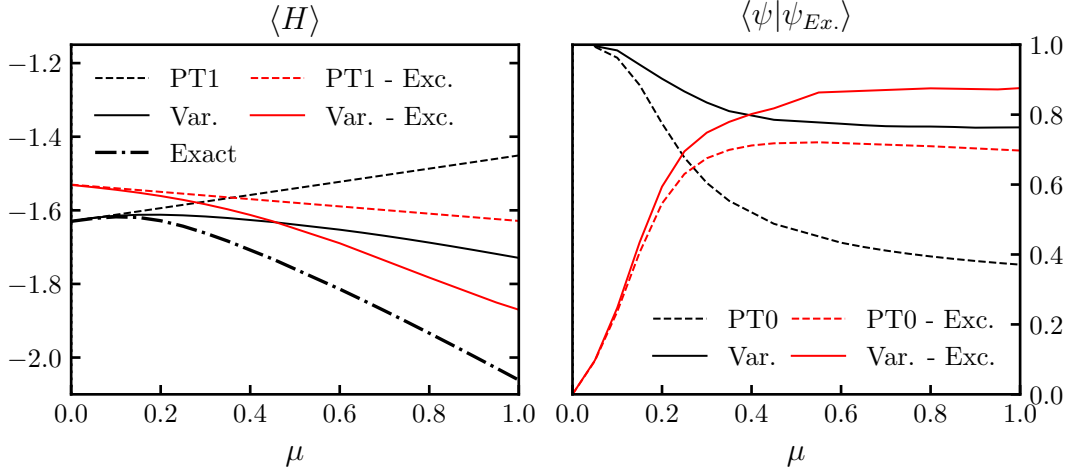 ⟨H⟩
−1.2
−1.4
−1.6
−1.8
−2.0
PT1
Var.
Exact
PT1 - Exc.
Var. - Exc.
0.0 0.2 0.4 0.6 0.8 1.0
μ
⟨ψ|ψEx.⟩
1.0
0.8
0.6
0.4
0.2
0.0
PT0
Var.
PT0 - Exc.
Var. - Exc.
0.0 0.2 0.4 0.6 0.8 1.0
μ